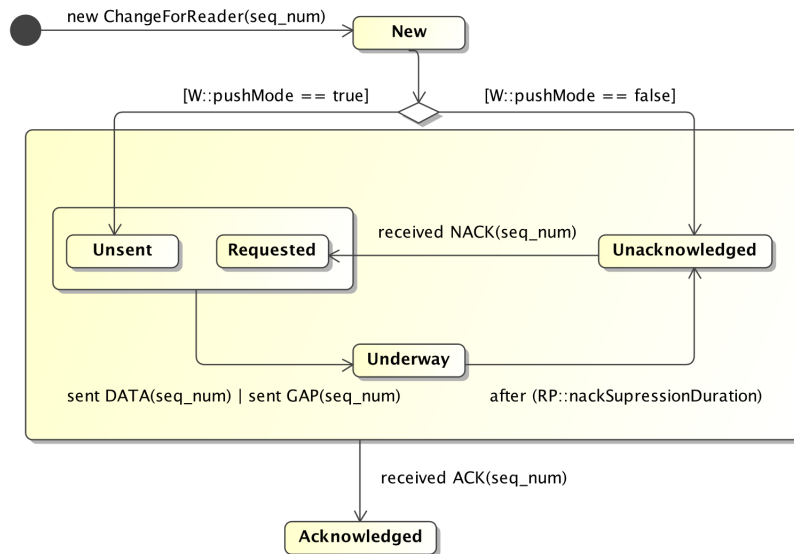 new ChangeForReader(seq_num)
New
[W::pushMode == true]
[W::pushMode == false]
received NACK(seq_num)
Unsent
Requested
Unacknowledged
Underway
sent DATA(seq_num) | sent GAP(seq_num)
after (RP::nackSupressionDuration)
received ACK(seq_num)
Acknowledged